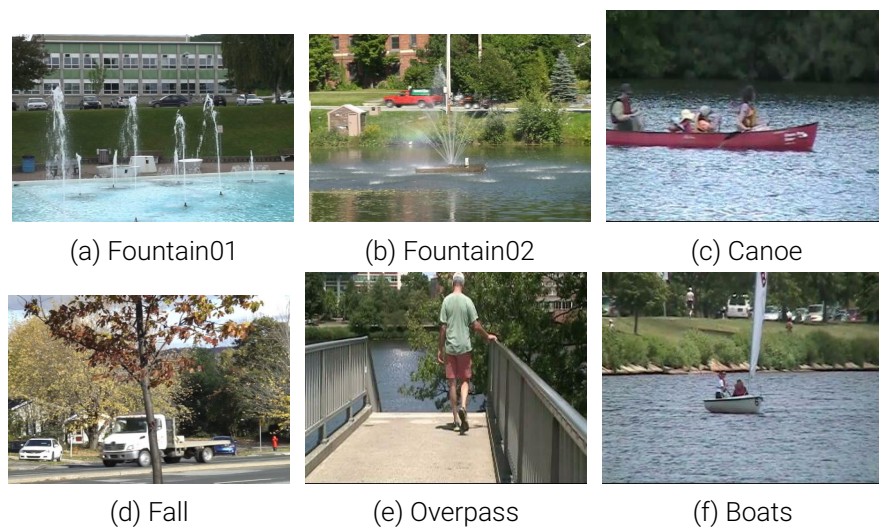 (a) Fountain01
(b) Fountain02
(c) Canoe
(d) Fall
(e) Overpass
(f) Boats